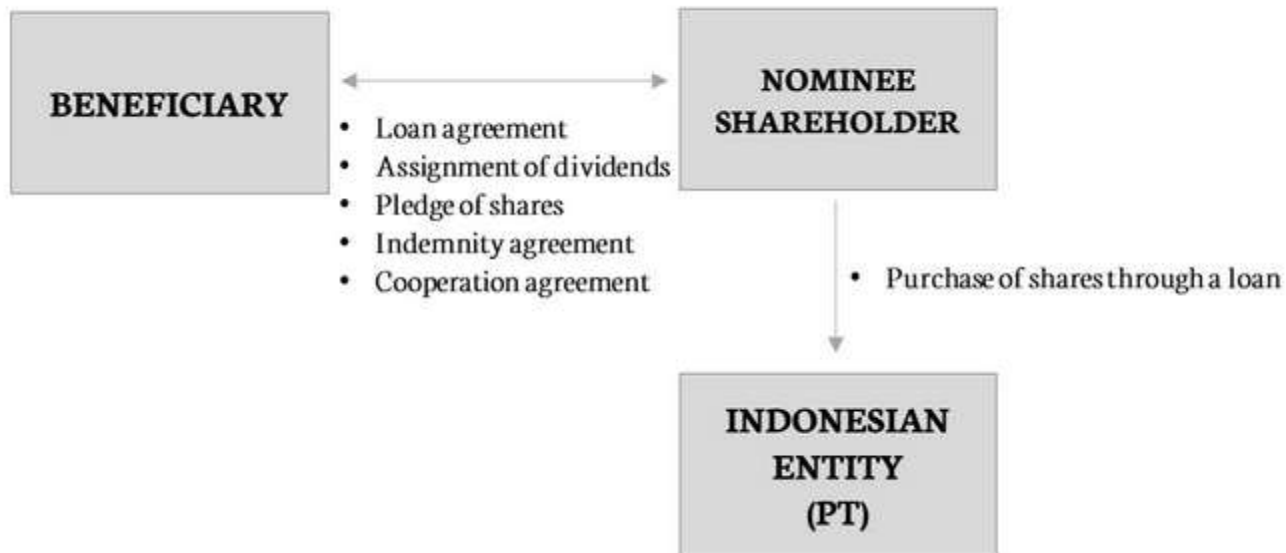 BENEFICIARY
NOMINEE
SHAREHOLDER
• Loan agreement
• Assignment of dividends
• Pledge of shares
• Indemnity agreement
• Cooperation agreement
• Purchase of shares through a loan
INDONESIAN
ENTITY
(PT)